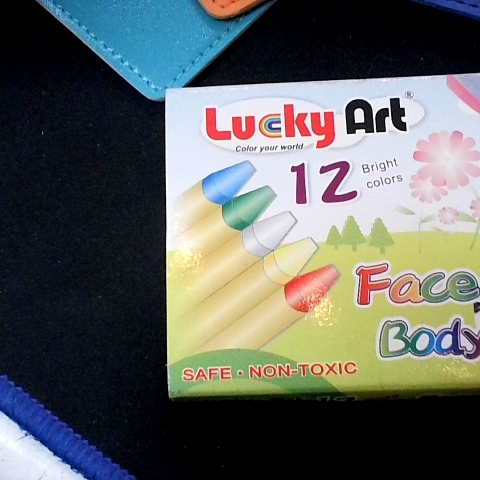 Lucky Art®
Color your world
12 Bright
colors
Face
Body
SAFE • NON-TOXIC